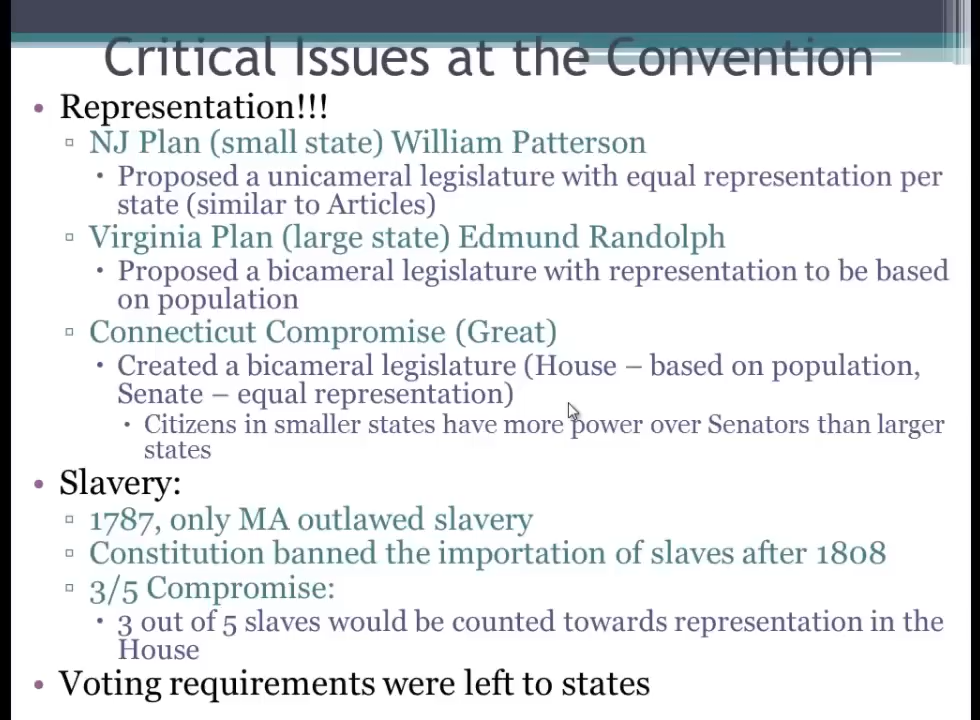 Critical Issues at the Convention
• Representation!!!
▫ NJ Plan (small state) William Patterson
• Proposed a unicameral legislature with equal representation per
state (similar to Articles)
▫ Virginia Plan (large state) Edmund Randolph
• Proposed a bicameral legislature with representation to be based
on population
▫ Connecticut Compromise (Great)
• Created a bicameral legislature (House – based on population,
Senate – equal representation)
• Citizens in smaller states have more power over Senators than larger
states
• Slavery:
▫ 1787, only MA outlawed slavery
▫ Constitution banned the importation of slaves after 1808
▫ 3/5 Compromise:
• 3 out of 5 slaves would be counted towards representation in the
House
• Voting requirements were left to states